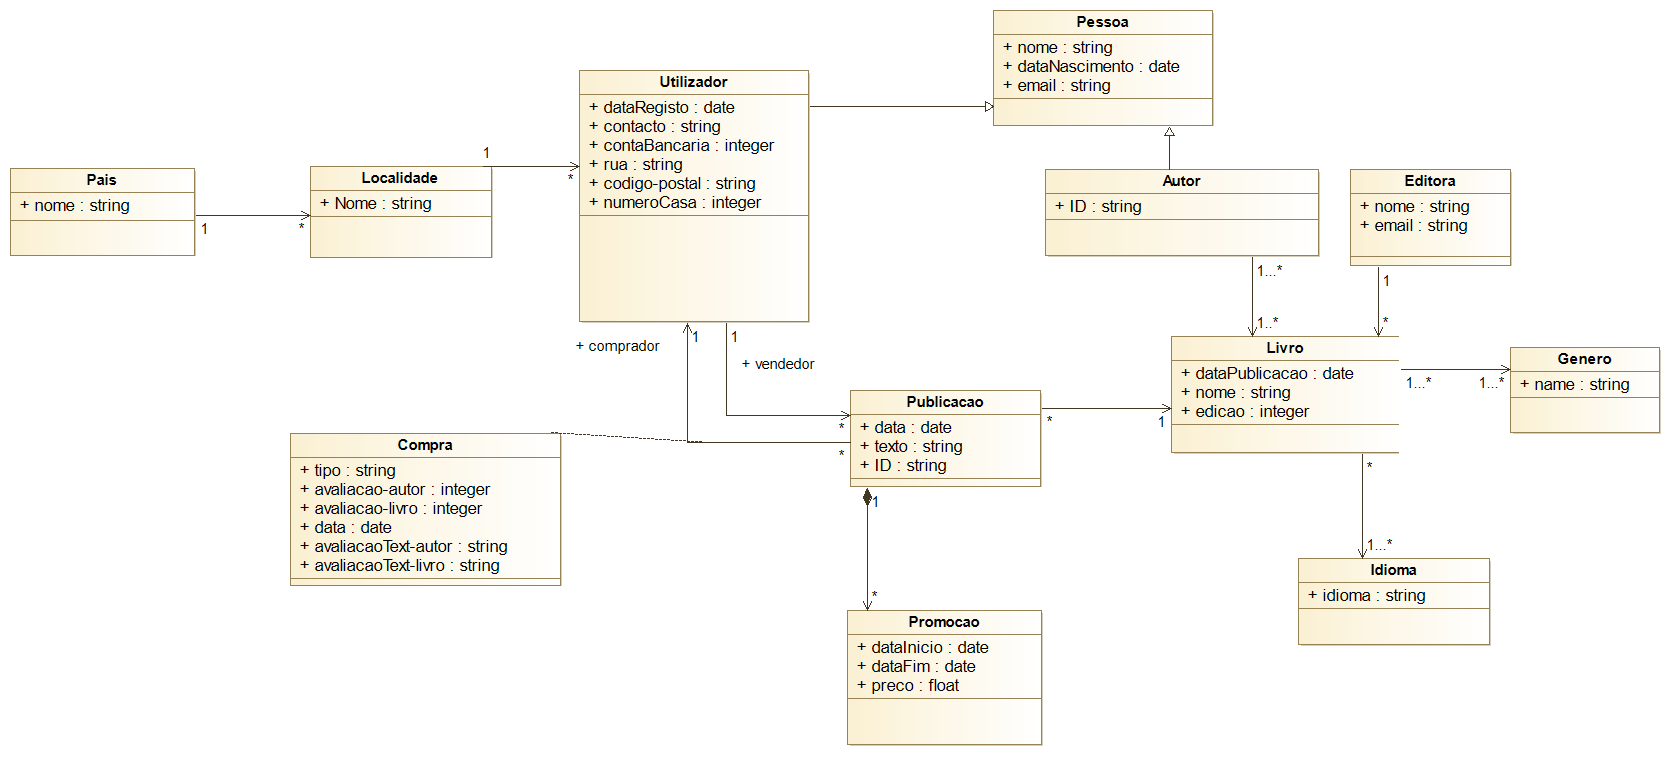 Pessoa
+ nome : string
+ dataNascimento : date
+ email : string
Utilizador
+ dataRegisto : date
+ contacto : string
+ contaBancaria : integer
+ rua : string
+ codigo-postal : string
+ numeroCasa : integer
Pais
+ nome : string
1
*
Localidade
+ Nome : string
1
*
Autor
+ ID : string
Editora
+ nome : string
+ email : string
1...*
1..*
1
*
+ comprador
1
1
+ vendedor
Livro
+ dataPublicacao : date
+ nome : string
+ edicao : integer
1...*
1...*
Genero
+ name : string
Publicacao
+ data : date
+ texto : string
+ ID : string
*
*
*
1
Compra
+ tipo : string
+ avaliacao-autor : integer
+ avaliacao-livro : integer
+ data : date
+ avaliacaoText-autor : string
+ avaliacaoText-livro : string
1
*
*
1...*
Idioma
+ idioma : string
Promocao
+ dataInicio : date
+ dataFim : date
+ preco : float